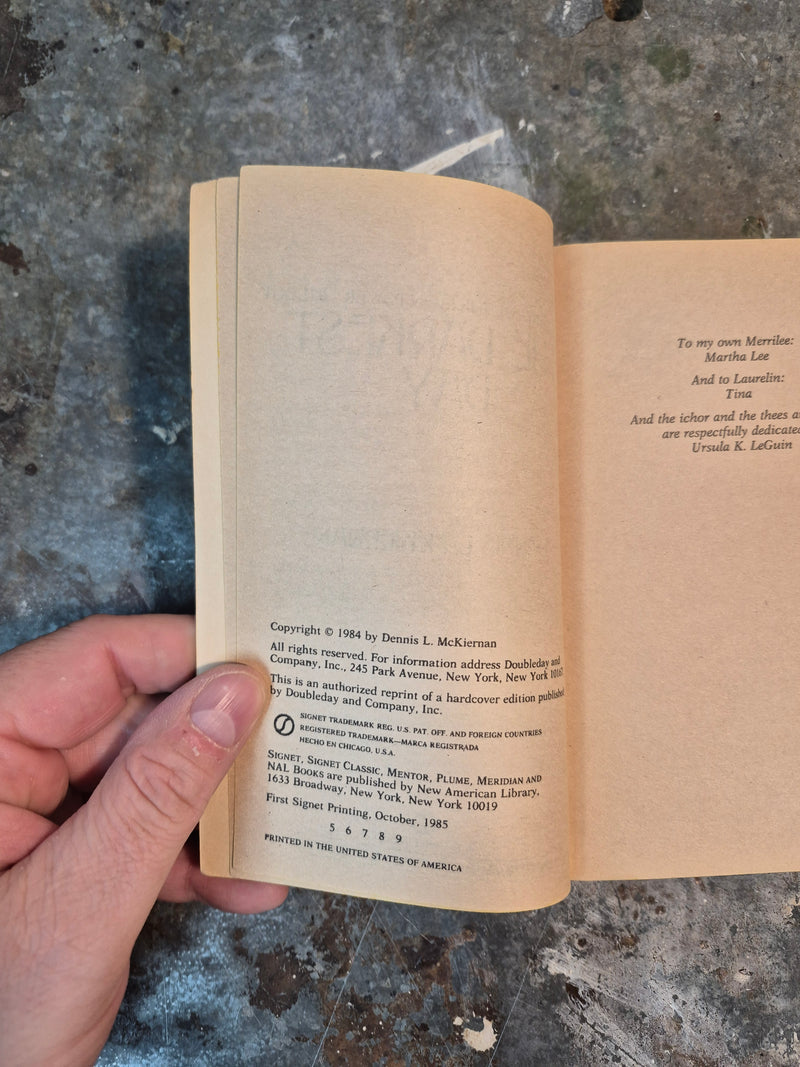 Copyright © 1984 by Dennis L. McKiernan
All rights reserved. For information address Doubleday and
Company, Inc., 245 Park Avenue, New York, New York 10167
This is an authorized reprint of a hardcover edition published
by Doubleday and Company, Inc.
SIGNET TRADEMARK REG. U.S. PAT. OFF. AND FOREIGN COUNTRIES
REGISTERED TRADEMARK—MARCA REGISTRADA
HECHO EN CHICAGO, U.S.A.
SIGNET, SIGNET CLASSIC, MENTOR, PLUME, MERIDIAN AND
NAL BOOKS are published by New American Library,
1633 Broadway, New York, New York 10019
First Signet Printing, October, 1985
5 6 7 8 9
PRINTED IN THE UNITED STATES OF AMERICA
To my own Merrilee:
Martha Lee
And to Laurelin:
Tina
And the ichor and the thees
are respectfully dedicated
Ursula K. LeGuin